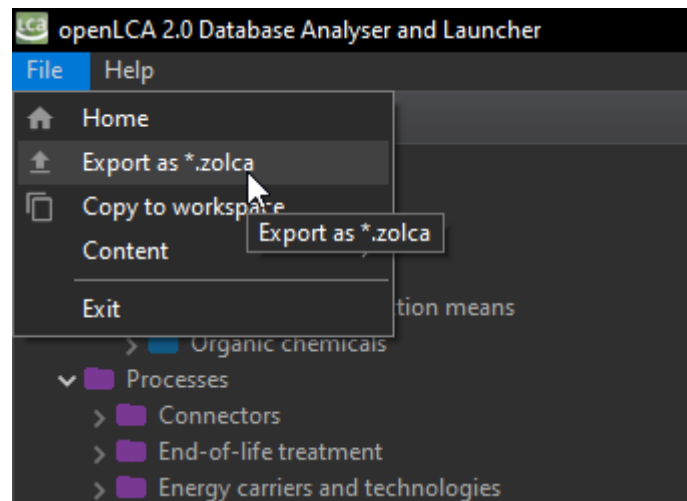 LCA openLCA 2.0 Database Analyser and Launcher
File Help
Home
Export as *.zolca
Copy to workspace
Export as *.zolca
Content
Exit
tion means
Organic chemicals
Processes
Connectors
End-of-life treatment
Energy carriers and technologies